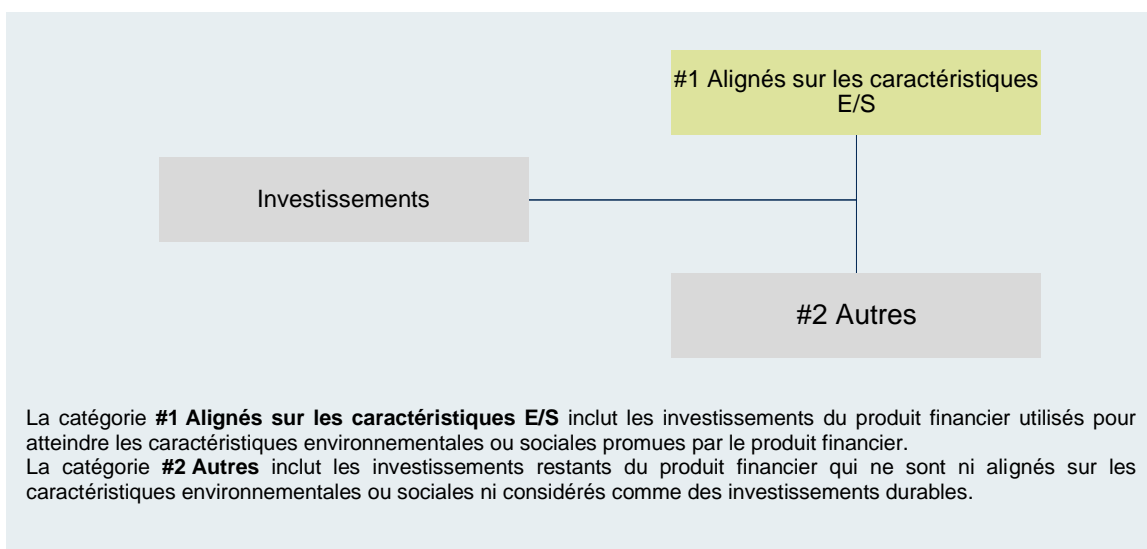 #1 Alignés sur les caractéristiques
E/S
Investissements
#2 Autres
La catégorie #1 Alignés sur les caractéristiques E/S inclut les investissements du produit financier utilisés pour
atteindre les caractéristiques environnementales ou sociales promues par le produit financier.
La catégorie #2 Autres inclut les investissements restants du produit financier qui ne sont ni alignés sur les
caractéristiques environnementales ou sociales ni considérés comme des investissements durables.